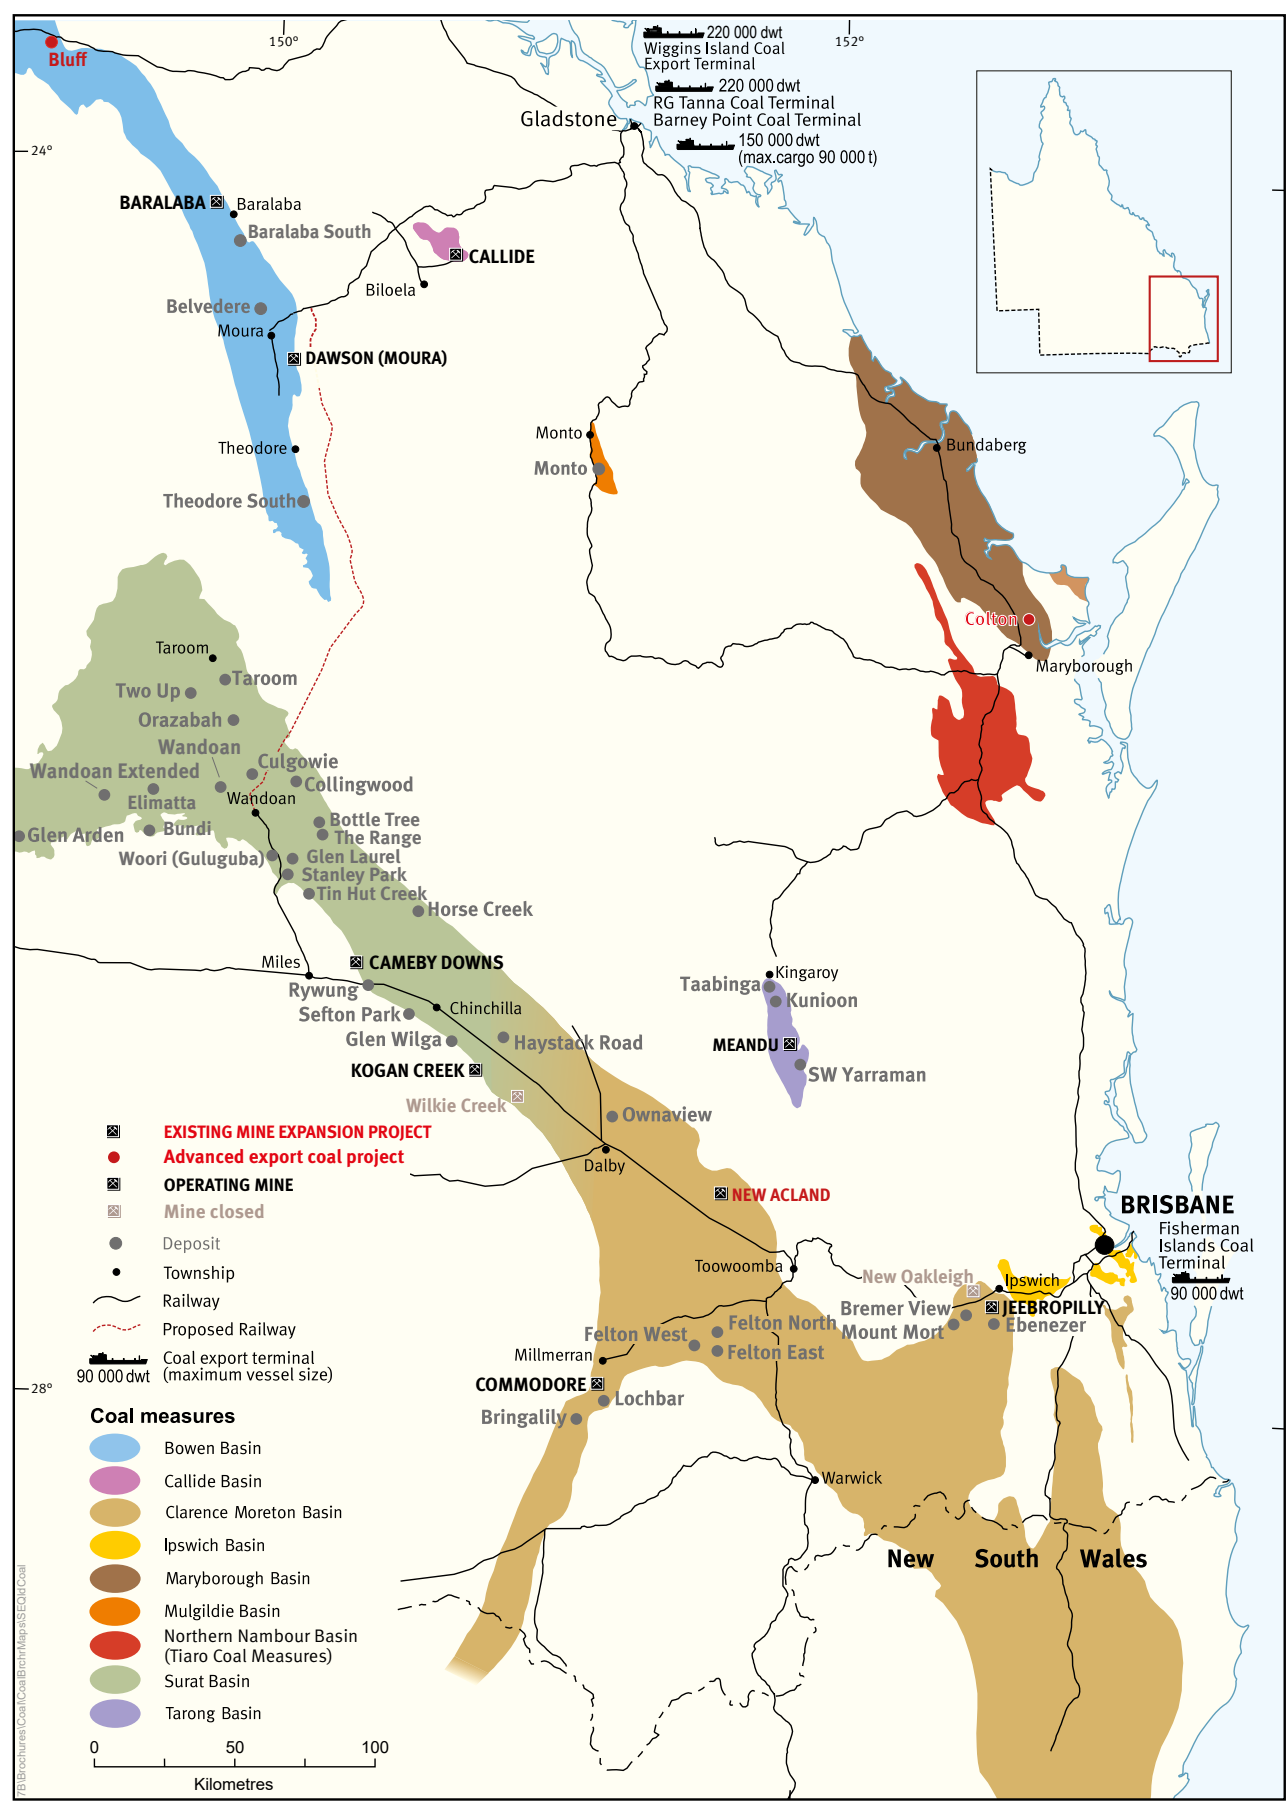 150°
152°
Bluff
220 000 dwt
Wiggins Island Coal
Export Terminal
220 000 dwt
RG Tanna Coal Terminal
Barney Point Coal Terminal
Gladstone
150 000 dwt
(max.cargo 90 000 t)
24°
BARALABA
Baralaba
Baralaba South
CALLIDE
Biloela
Belvedere
Moura
DAWSON (MOURA)
Monto
Bundaberg
Theodore
Monto
Theodore South
Colton
Taroom
Maryborough
Taroom
Two Up
Orazabah
Wandoan
Culgowie
Wandoan Extended
Collingwood
Elimatta
Wandoan
Bottle Tree
Glen Arden
Bundi
The Range
Woori (Guluguba)
Glen Laurel
Stanley Park
Tin Hut Creek
Horse Creek
Miles
CAMEBY DOWNS
Kingaroy
Rywung
Taabinga
Kunioon
Sefton Park
Chinchilla
Glen Wilga
Haystack Road
MEANDU
KOGAN CREEK
SW Yarraman
Wilkie Creek
Ownaview
Dalby
NEW ACLAND
BRISBANE
Fisherman
Islands Coal
Terminal
90 000 dwt
Toowoomba
New Oakleigh
Ipswich
Bremer View
JEEBROPILLY
Felton North
Mount Mort
Ebenezer
Felton West
Millmerran
Felton East
COMMODORE
Lochbar
Bringalily
Warwick
New South Wales
EXISTING MINE EXPANSION PROJECT
Advanced export coal project
OPERATING MINE
Mine closed
Deposit
Township
Railway
Proposed Railway
Coal export terminal
90 000 dwt (maximum vessel size)
28°
Coal measures
Bowen Basin
Callide Basin
Clarence Moreton Basin
Ipswich Basin
Maryborough Basin
Mulgildie Basin
Northern Nambour Basin
(Tiaro Coal Measures)
Surat Basin
Tarong Basin
0 50 100
Kilometres
7B\Brochures\Coal\CoalBrchrMaps\SEQldCoal